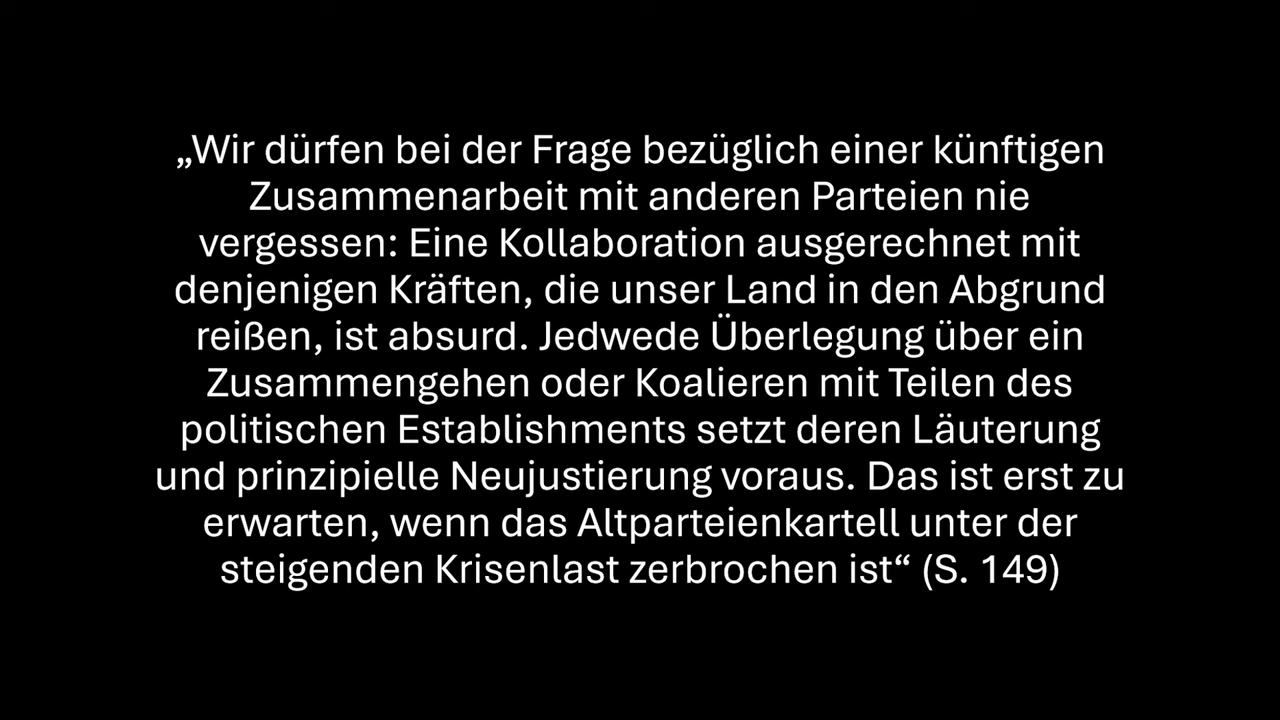 „Wir dürfen bei der Frage bezüglich einer künftigen
Zusammenarbeit mit anderen Parteien nie
vergessen: Eine Kollaboration ausgerechnet mit
denjenigen Kräften, die unser Land in den Abgrund
reißen, ist absurd. Jedwede Überlegung über ein
Zusammengehen oder Koalieren mit Teilen des
politischen Establishments setzt deren Läuterung
und prinzipielle Neujustierung voraus. Das ist erst zu
erwarten, wenn das Altparteienkartell unter der
steigenden Krisenlast zerbrochen ist“ (S. 149)